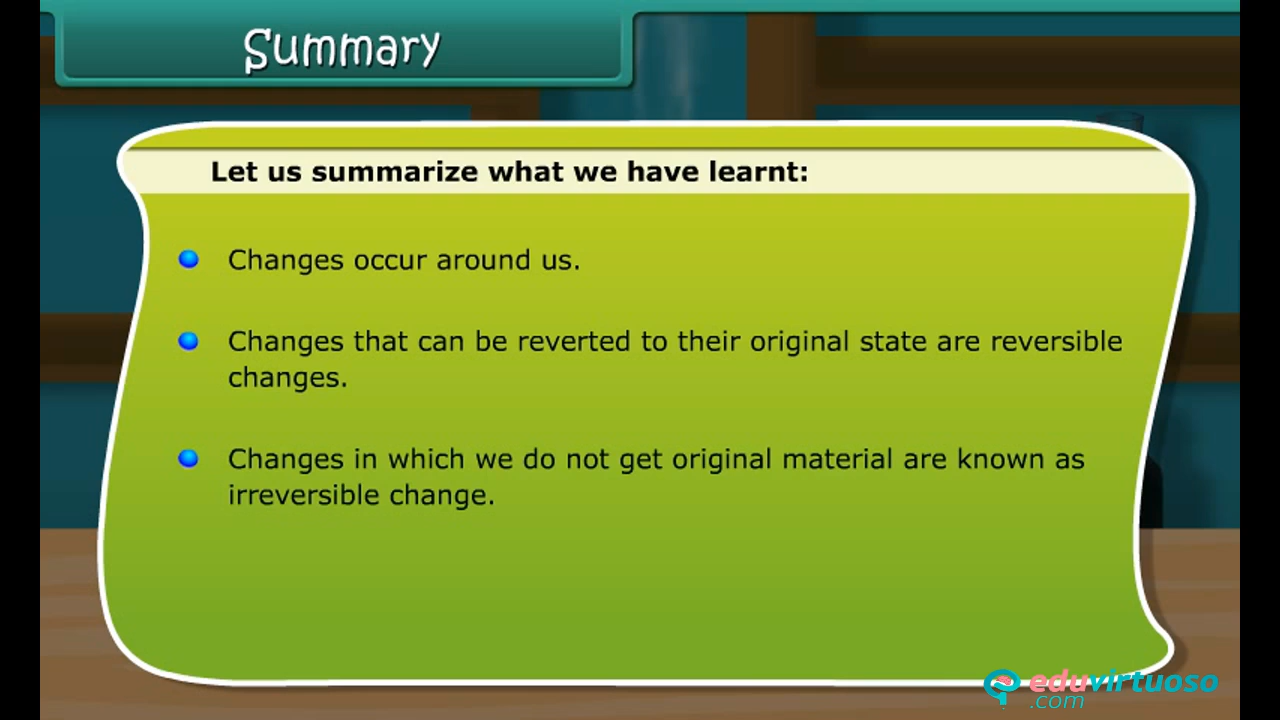 Summary
Let us summarize what we have learnt:
Changes occur around us.
Changes that can be reverted to their original state are reversible
changes.
Changes in which we do not get original material are known as
irreversible change.
eduvirtuoso
.com